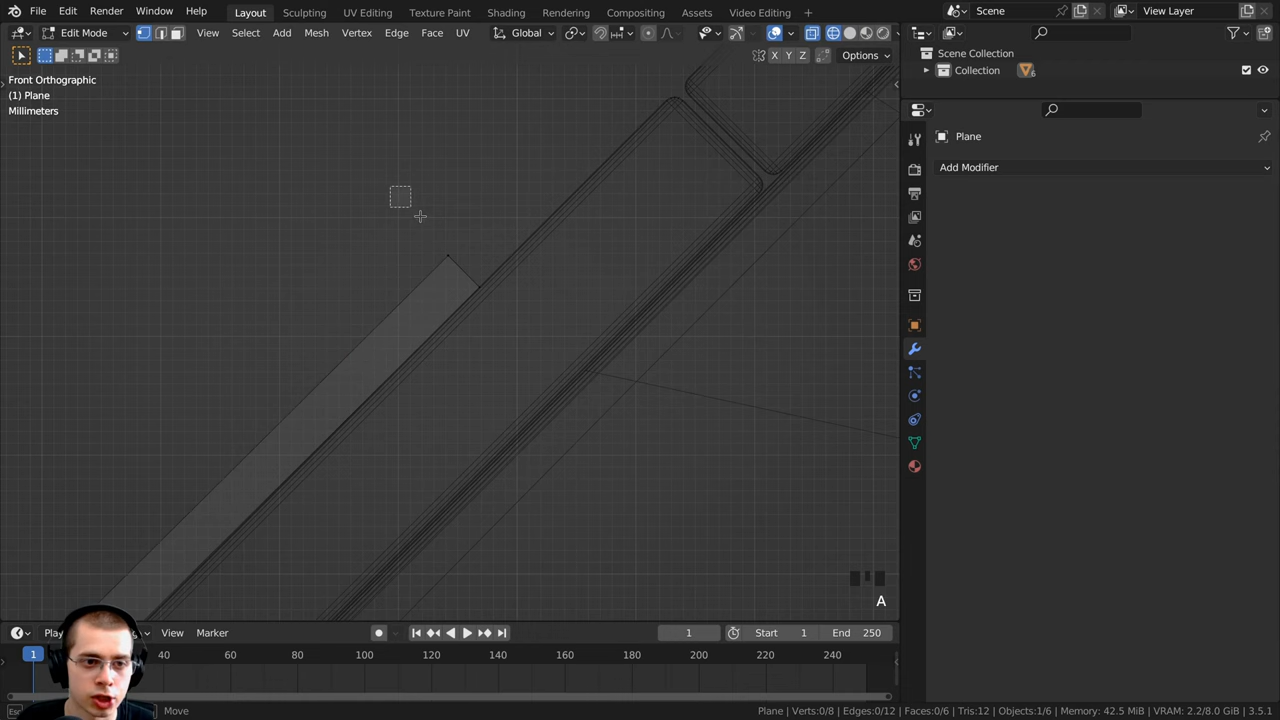 File Edit Render Window Help Layout Sculpting UV Editing Texture Paint Shading Rendering Compositing Assets Video Editing + Scene View Layer
Edit Mode View Select Add Mesh Vertex Edge Face UV Global
X Y Z Options
Front Orthographic
(1) Plane
Millimeters
Scene Collection
Collection 6
Plane
Add Modifier
A
View Marker 1 Start 1 End 250
1 40 60 80 100 120 140 160 180 200 220 240
Move Plane | Verts:0/8 | Edges:0/12 | Faces:0/6 | Tris:12 | Objects:1/6 | Memory: 42.5 MiB | VRAM: 2.2/8.0 GiB | 3.5.1